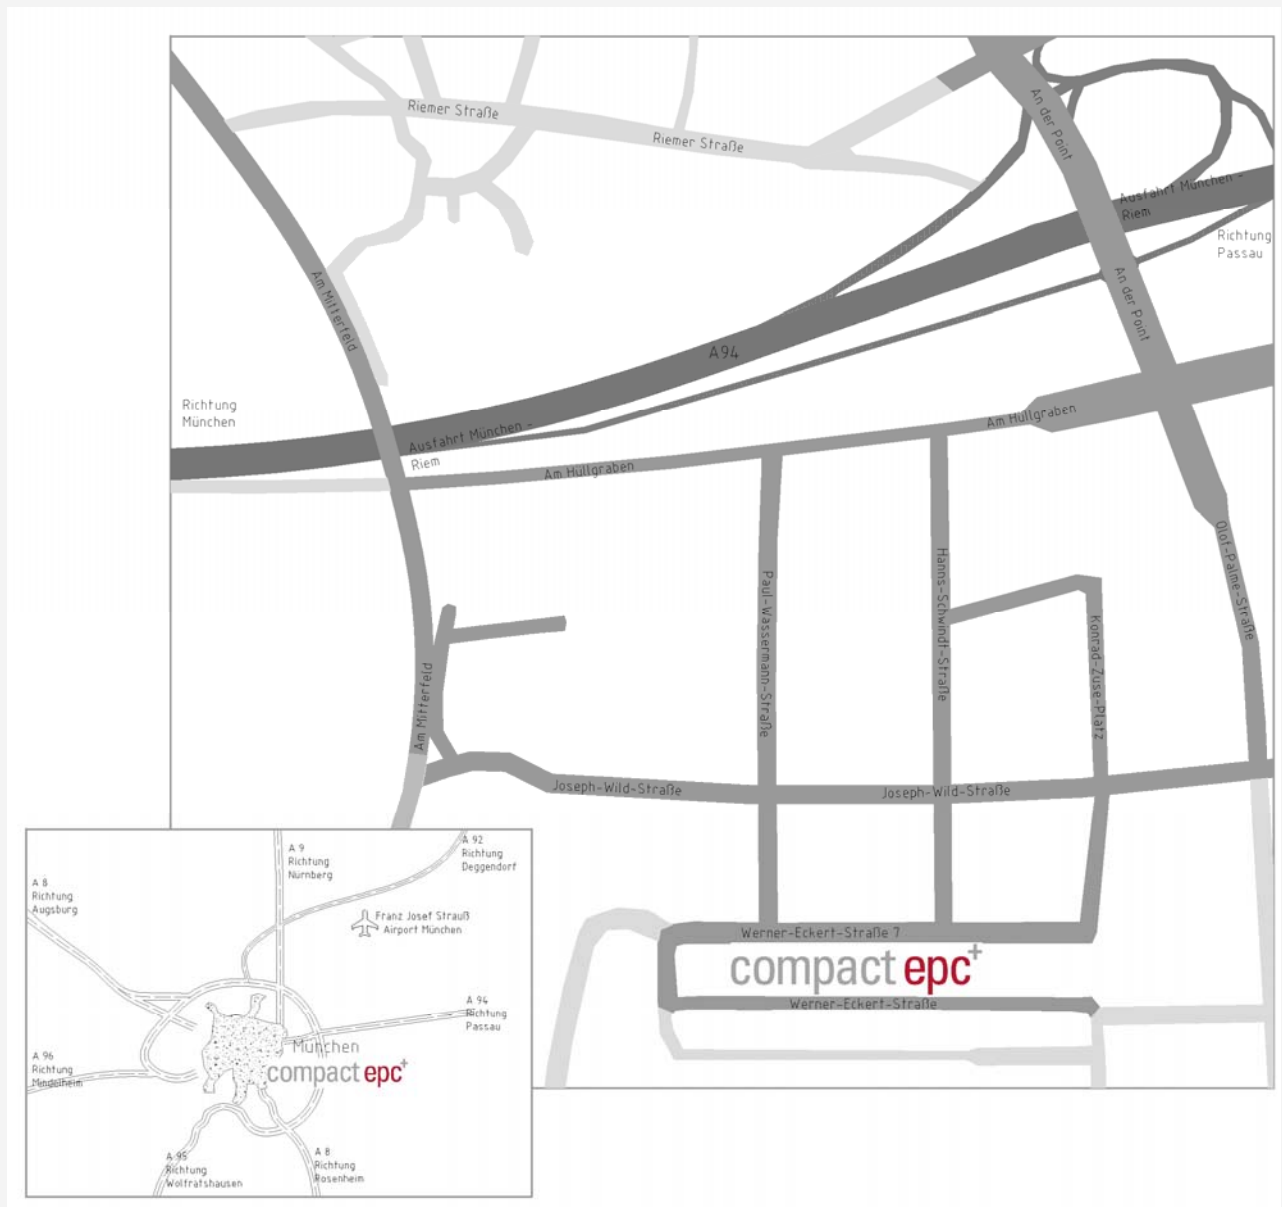 Riemer Straße
Riemer Straße
An der Point
Ausfahrt München -
Riem
Richtung
Passau
Am Mitterfeld
An der Point
A 94
Richtung
München
Ausfahrt München -
Riem
Am Hüllgraben
Am Hüllgraben
Olof-Palme-Straße
Paul-Wassermann-Straße
Hanns-Schwindt-Straße
Konrad-Zuse-Platz
Am Mitterfeld
Joseph-Wild-Straße
Joseph-Wild-Straße
Werner-Eckert-Straße 7
compact epc+
Werner-Eckert-Straße
A 9
Richtung
Nürnberg
A 92
Richtung
Deggendorf
A 8
Richtung
Augsburg
Franz Josef Strauß
Airport München
A 94
Richtung
Passau
München
compact epc+
A 96
Richtung
Mindelheim
A 95
Richtung
Wolfratshausen
A 8
Richtung
Rosenheim